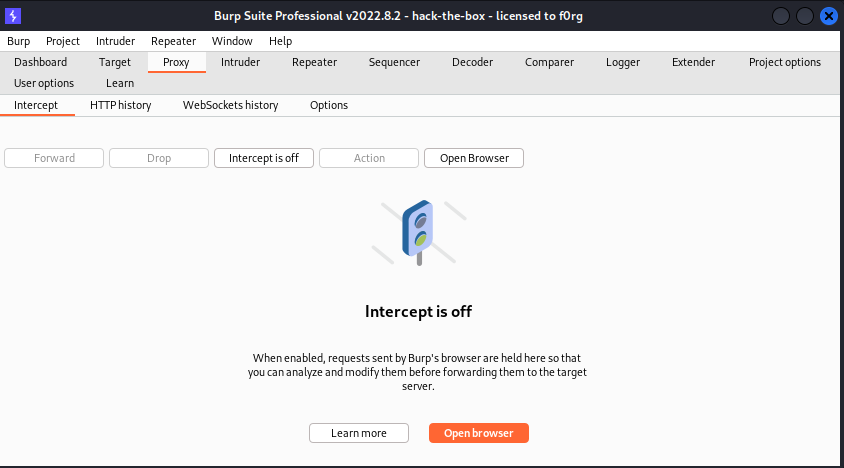 Burp Suite Professional v2022.8.2 - hack-the-box - licensed to f0rg
Burp Project Intruder Repeater Window Help
Dashboard Target Proxy Intruder Repeater Sequencer Decoder Comparer Logger Extender Project options
User options Learn
Intercept HTTP history WebSockets history Options
Forward Drop Intercept is off Action Open Browser
Intercept is off
When enabled, requests sent by Burp's browser are held here so that
you can analyze and modify them before forwarding them to the target
server.
Learn more Open browser